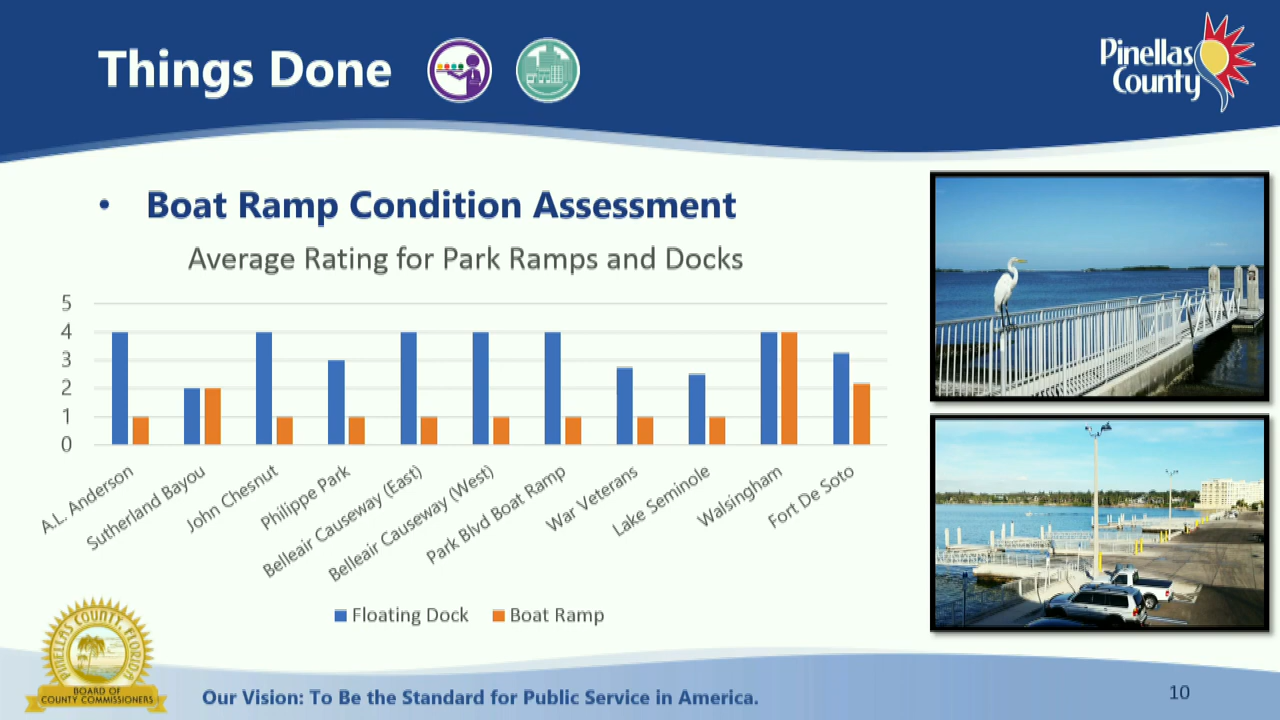 Things Done
Pinellas
County
• Boat Ramp Condition Assessment
Average Rating for Park Ramps and Docks
5
4
3
2
1
0
A.L. Anderson
Sutherland Bayou
John Chesnut
Philippe Park
Belleair Causeway (East)
Belleair Causeway (West)
Park Blvd Boat Ramp
War Veterans
Lake Seminole
Walsingham
Fort De Soto
Floating Dock
Boat Ramp
PINELLAS COUNTY, FLORIDA
BOARD OF
COUNTY COMMISSIONERS
Our Vision: To Be the Standard for Public Service in America.
10